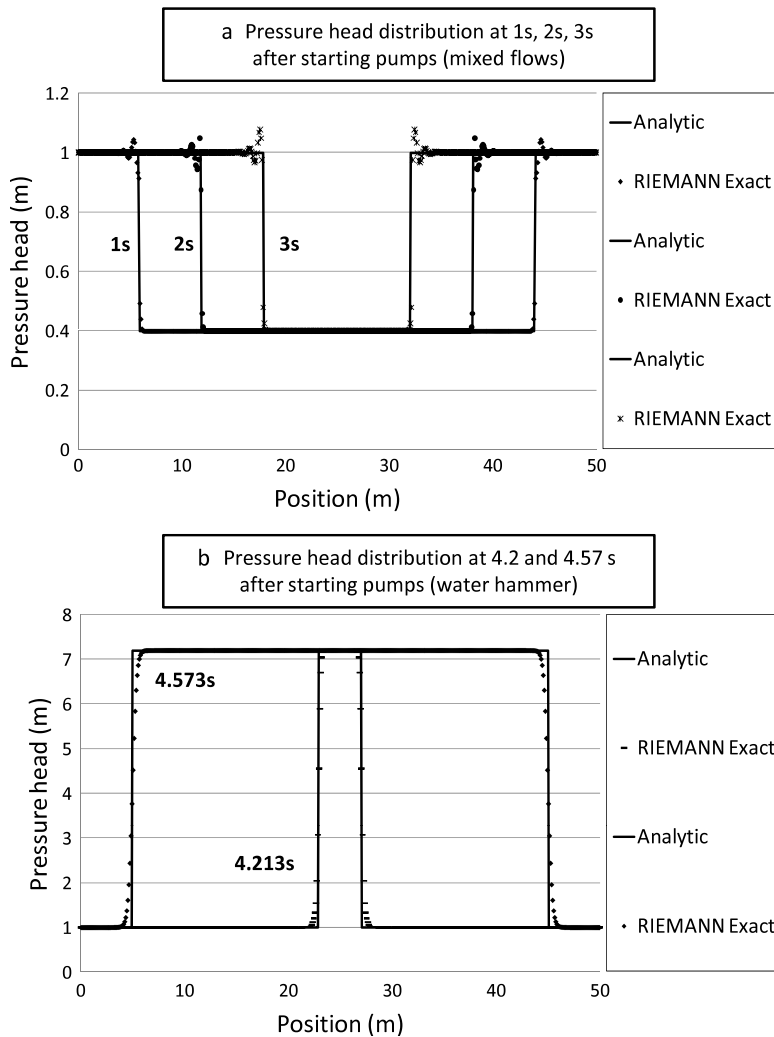 a Pressure head distribution at 1s, 2s, 3s
after starting pumps (mixed flows)
1.2
1
0.8
0.6
0.4
0.2
0
Pressure head (m)
1s
2s
3s
0
10
20
30
40
50
Position (m)
Analytic
RIEMANN Exact
Analytic
RIEMANN Exact
Analytic
RIEMANN Exact
b Pressure head distribution at 4.2 and 4.57 s
after starting pumps (water hammer)
8
7
6
5
4
3
2
1
0
Pressure head (m)
4.573s
4.213s
0
10
20
30
40
50
Position (m)
Analytic
RIEMANN Exact
Analytic
RIEMANN Exact